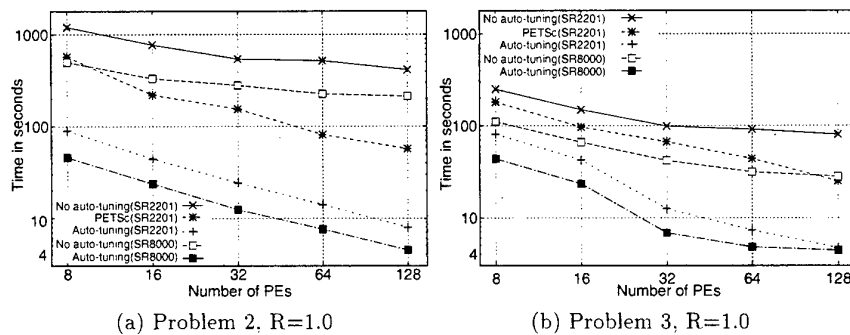 1000
100
10
4
Time in seconds
No auto-tuning(SR2201)
PETSc(SR2201)
Auto-tuning(SR2201)
No auto-tuning(SR8000)
Auto-tuning(SR8000)
8 16 32 64 128
Number of PEs
(a) Problem 2, R=1.0
No auto-tuning(SR2201)
PETSc(SR2201)
Auto-tuning(SR2201)
No auto-tuning(SR8000)
Auto-tuning(SR8000)
1000
100
10
4
Time in seconds
8 16 32 64 128
Number of PEs
(b) Problem 3, R=1.0